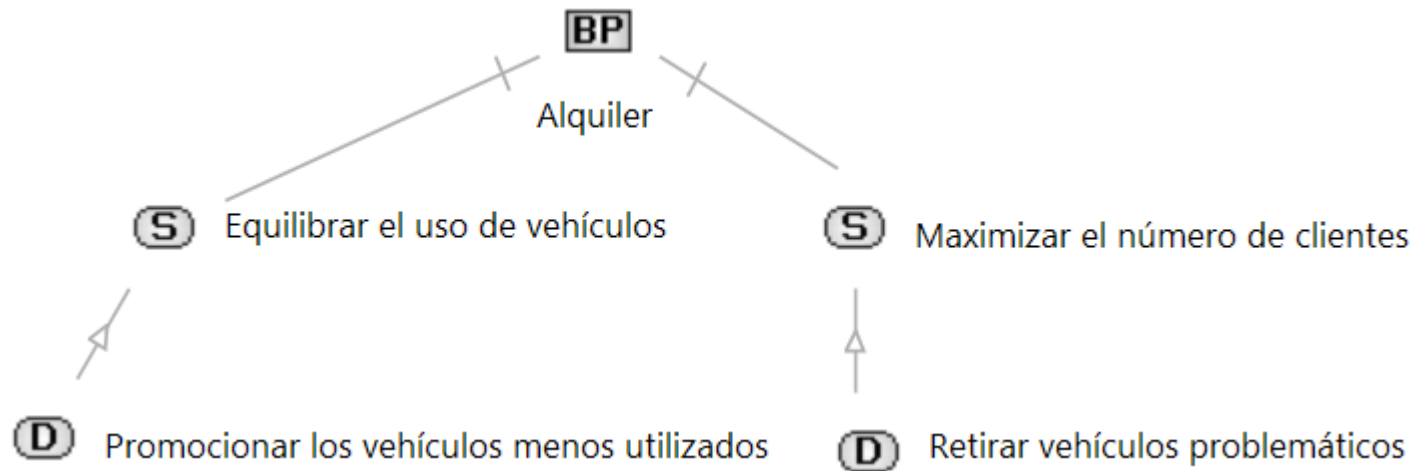 BP
Alquiler
S Equilibrar el uso de vehículos
S Maximizar el número de clientes
D Promocionar los vehículos menos utilizados
D Retirar vehículos problemáticos